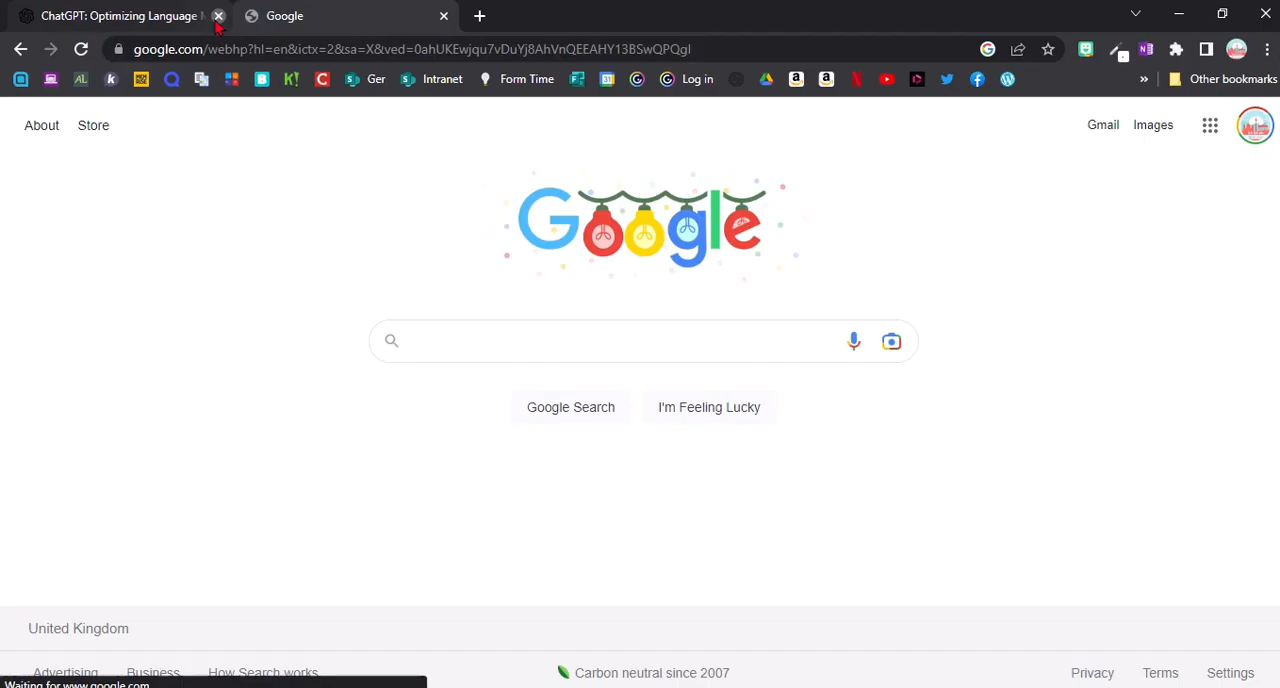 ChatGPT: Optimizing Language
Google
google.com/webhp?hl=en&ictx=2&sa=X&ved=0ahUKEwjqu7vDuYj8AhVnQEEAHY13BSwQPQgI
Ger
Intranet
Form Time
Log in
» Other bookmarks
About Store
Gmail Images
Google
Google Search I'm Feeling Lucky
United Kingdom
Advertising Business How Search works
Carbon neutral since 2007
Privacy Terms Settings
Waiting for www.google.com